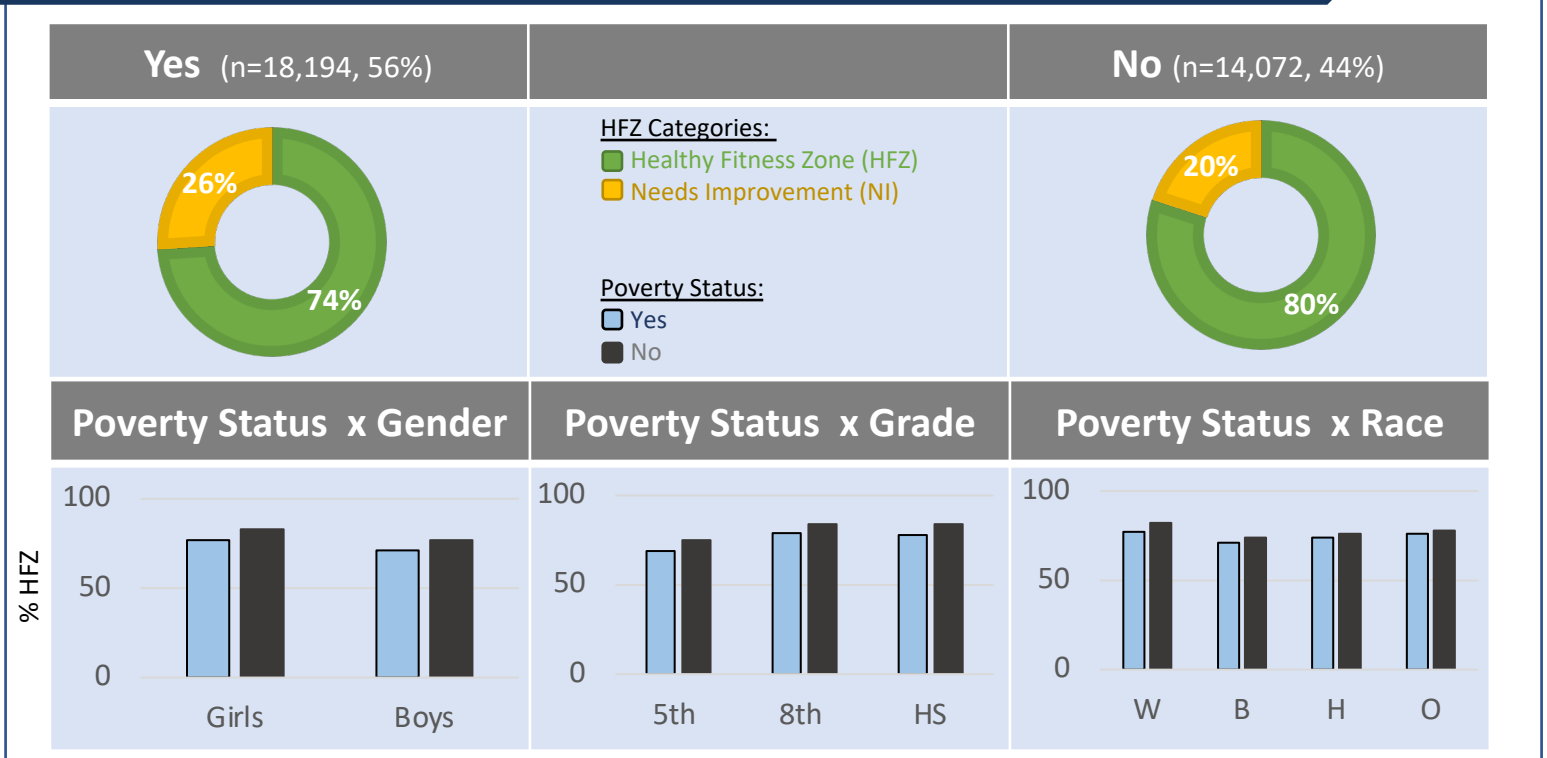 Yes (n=18,194, 56%)
No (n=14,072, 44%)
26%
74%
HFZ Categories:
Healthy Fitness Zone (HFZ)
Needs Improvement (NI)
Poverty Status:
Yes
No
20%
80%
Poverty Status x Gender
Poverty Status x Grade
Poverty Status x Race
% HFZ
100
50
0
Girls
Boys
100
50
0
5th
8th
HS
100
50
0
W
B
H
O